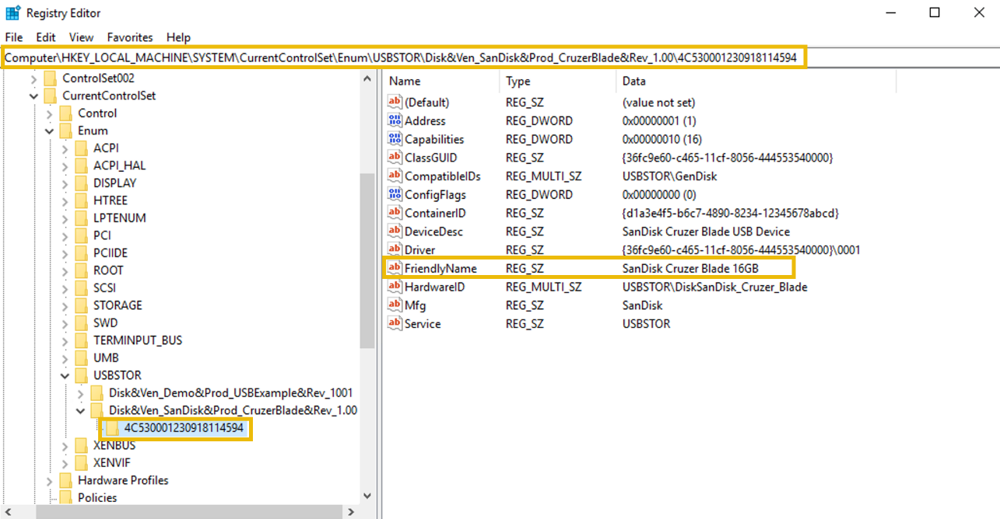 Registry Editor
File Edit View Favorites Help
Computer\HKEY_LOCAL_MACHINE\SYSTEM\CurrentControlSet\Enum\USBSTOR\Disk&Ven_SanDisk&Prod_CruzerBlade&Rev_1.00\4C530001230918114594
ControlSet002
CurrentControlSet
Control
Enum
ACPI
ACPI_HAL
DISPLAY
HTREE
LPTENUM
PCI
PCIIDE
ROOT
SCSI
STORAGE
SWD
TERMINPUT_BUS
UMB
USBSTOR
Disk&Ven_Demo&Prod_USBExample&Rev_1001
Disk&Ven_SanDisk&Prod_CruzerBlade&Rev_1.00
4C530001230918114594
XENBUS
XENVIF
Hardware Profiles
Policies
Name Type Data
(Default) REG_SZ (value not set)
Address REG_DWORD 0x00000001 (1)
Capabilities REG_DWORD 0x00000010 (16)
ClassGUID REG_SZ {36fc9e60-c465-11cf-8056-444553540000}
CompatibleIDs REG_MULTI_SZ USBSTOR\GenDisk
ConfigFlags REG_DWORD 0x00000000 (0)
ContainerID REG_SZ {d1a3e4f5-b6c7-4890-8234-12345678abcd}
DeviceDesc REG_SZ SanDisk Cruzer Blade USB Device
Driver REG_SZ {36fc9e60-c465-11cf-8056-444553540000}\0001
FriendlyName REG_SZ SanDisk Cruzer Blade 16GB
HardwareID REG_MULTI_SZ USBSTOR\DiskSanDisk_Cruzer_Blade
Mfg REG_SZ SanDisk
Service REG_SZ USBSTOR